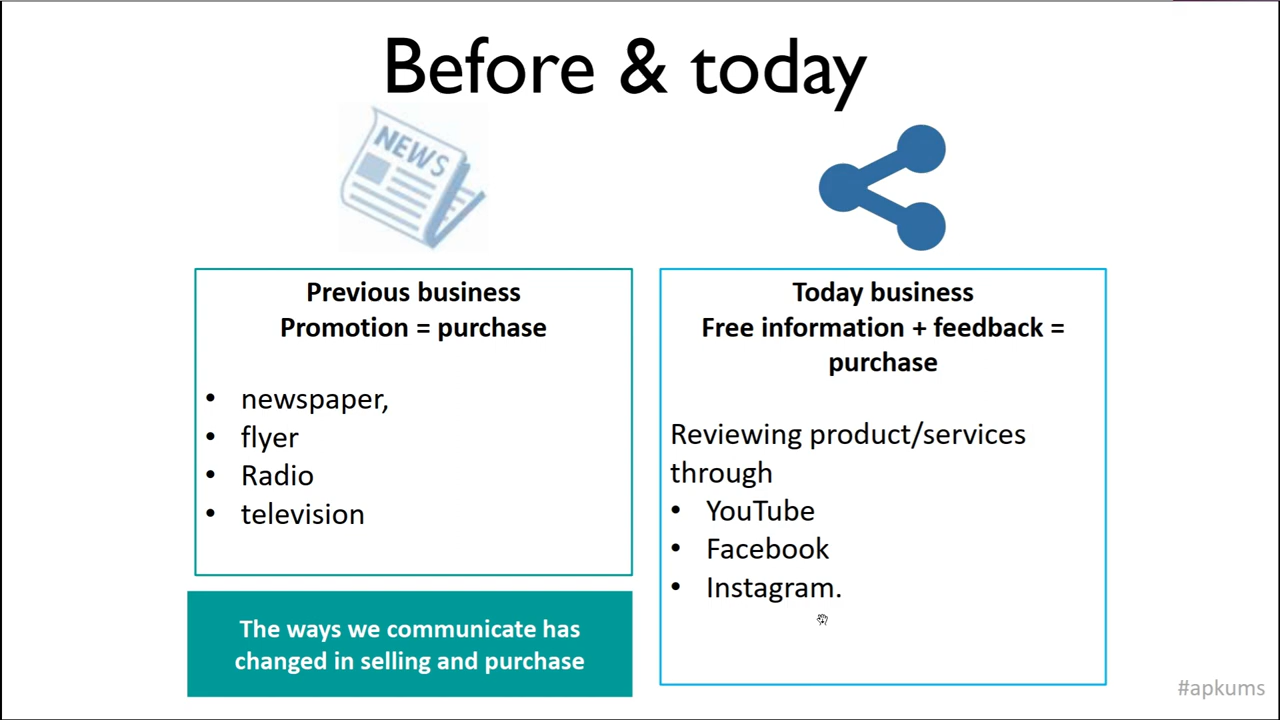 Before & today
NEWS
Previous business
Promotion = purchase
• newspaper,
• flyer
• Radio
• television
The ways we communicate has
changed in selling and purchase
Today business
Free information + feedback =
purchase
Reviewing product/services
through
• YouTube
• Facebook
• Instagram.
#apkums